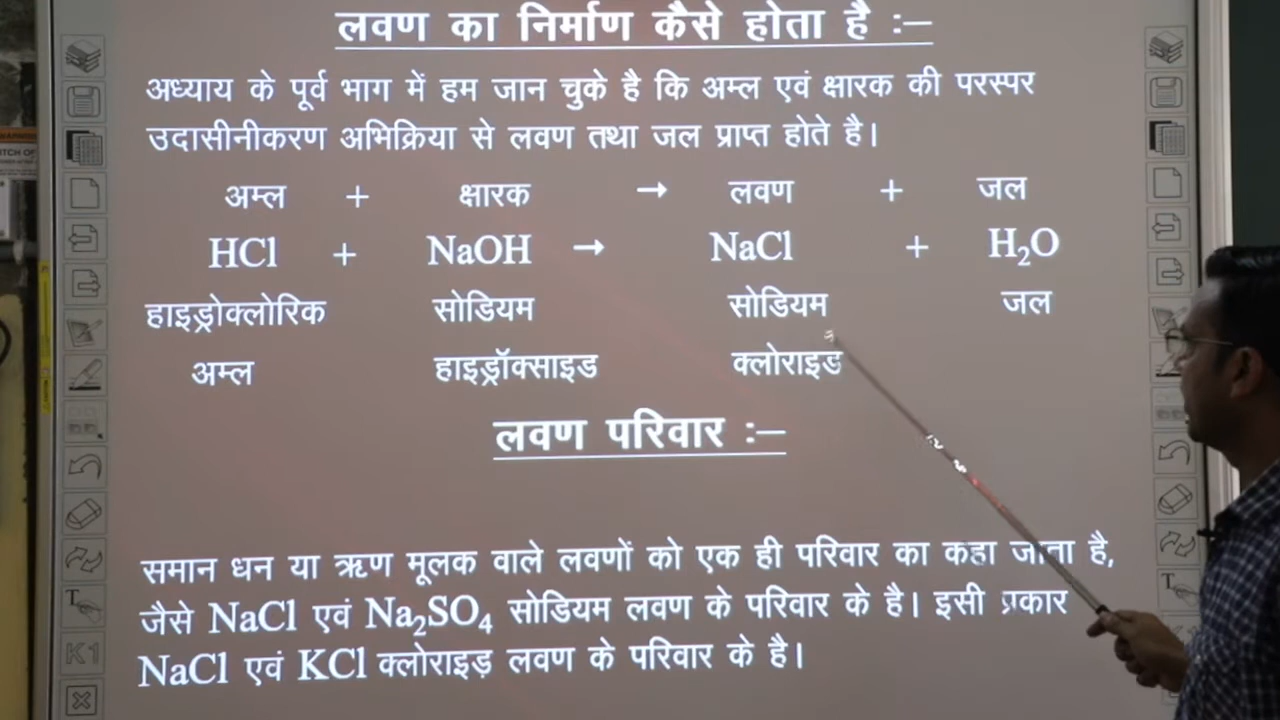 लवण का निर्माण कैसे होता है :–
अध्याय के पूर्व भाग में हम जान चुके है कि अम्ल एवं क्षारक की परस्पर
उदासीनीकरण अभिक्रिया से लवण तथा जल प्राप्त होते है।
अम्ल + क्षारक → लवण + जल
HCl + NaOH → NaCl + H₂O
हाइड्रोक्लोरिक सोडियम सोडियम जल
अम्ल हाइड्रॉक्साइड क्लोराइड
लवण परिवार :–
समान धन या ऋण मूलक वाले लवणों को एक ही परिवार का कहा जाता है,
जैसे NaCl एवं Na₂SO₄ सोडियम लवण के परिवार के है। इसी प्रकार
NaCl एवं KCl क्लोराइड़ लवण के परिवार के है।
K1